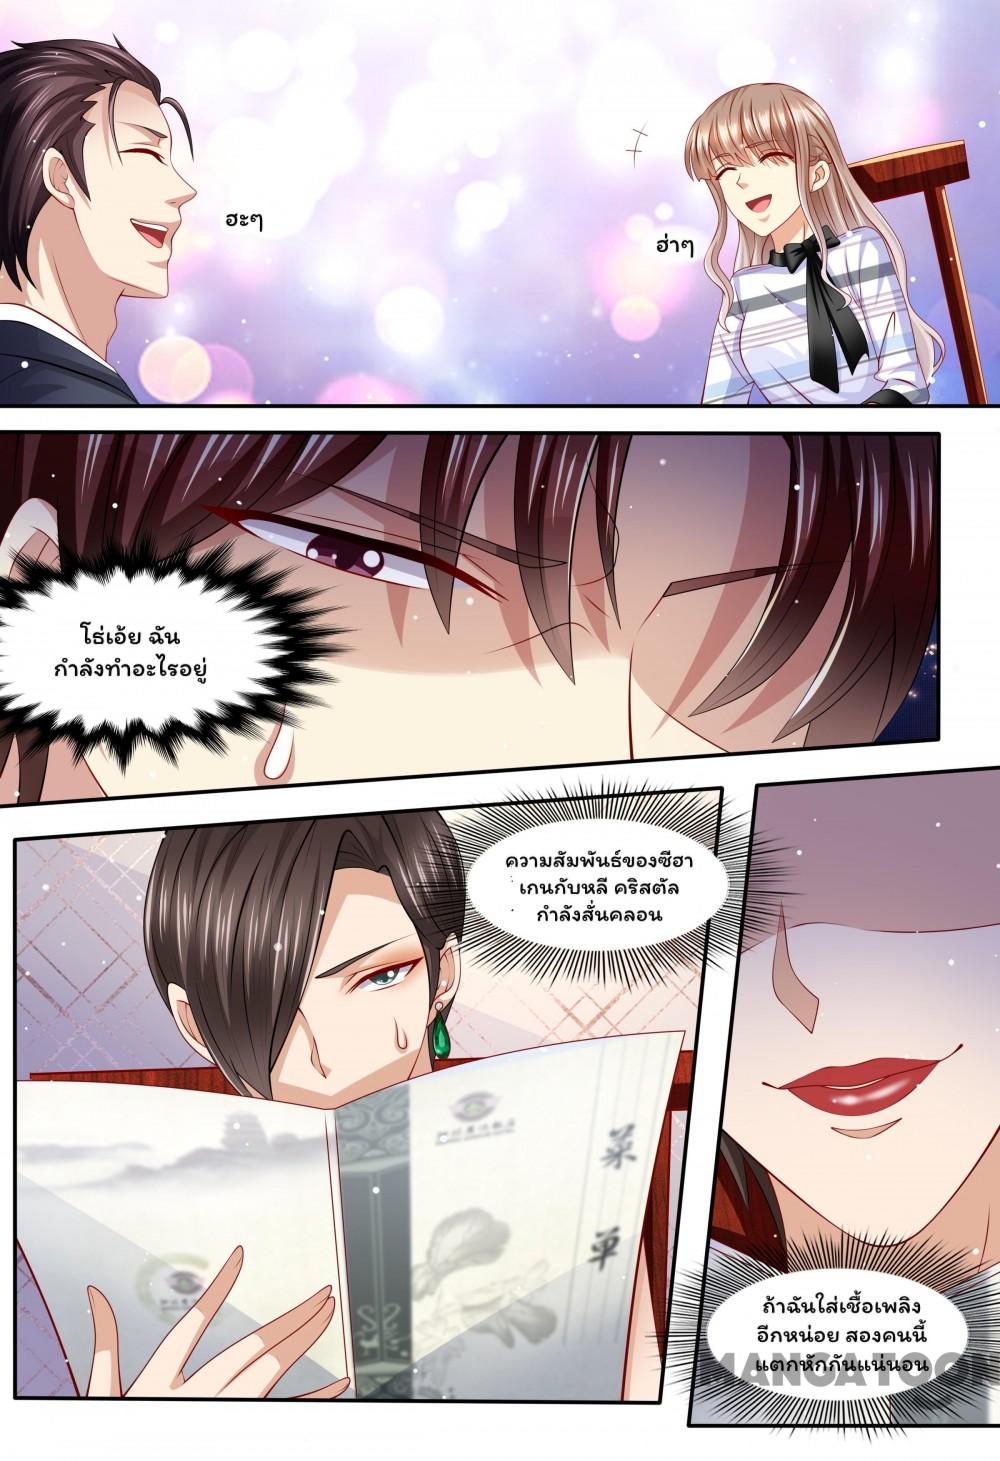 ฮะๆ
ฮ่าๆ
โธ่เอ้ย ฉัน
กำลังทำอะไรอยู่
ความสัมพันธ์ของซีฮา
เกนกับหลี คริสตัล
กำลังสั่นคลอน
菜
单
ถ้าฉันใส่เชื้อเพลิง
อีกหน่อย สองคนนี้
แตกหักกันแน่นอน
MANGATOON